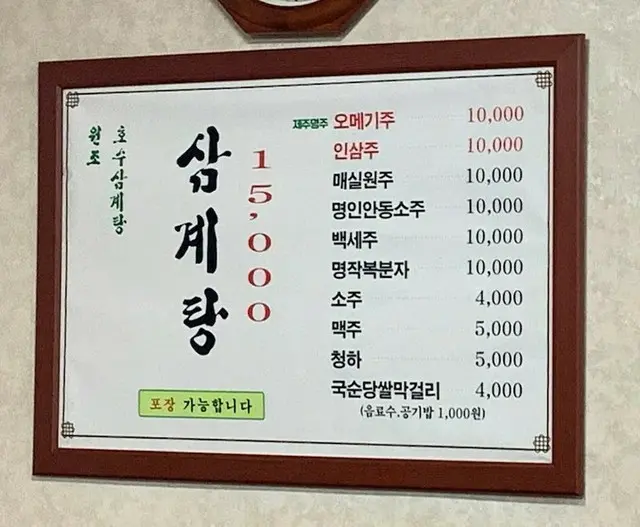 원조
호수삼계탕
삼계탕
15,000
포장 가능합니다
제주명주 오메기주 10,000
인삼주 10,000
매실원주 10,000
명인안동소주 10,000
백세주 10,000
명작복분자 10,000
소주 4,000
맥주 5,000
청하 5,000
국순당쌀막걸리 4,000
(음료수.공기밥 1,000원)